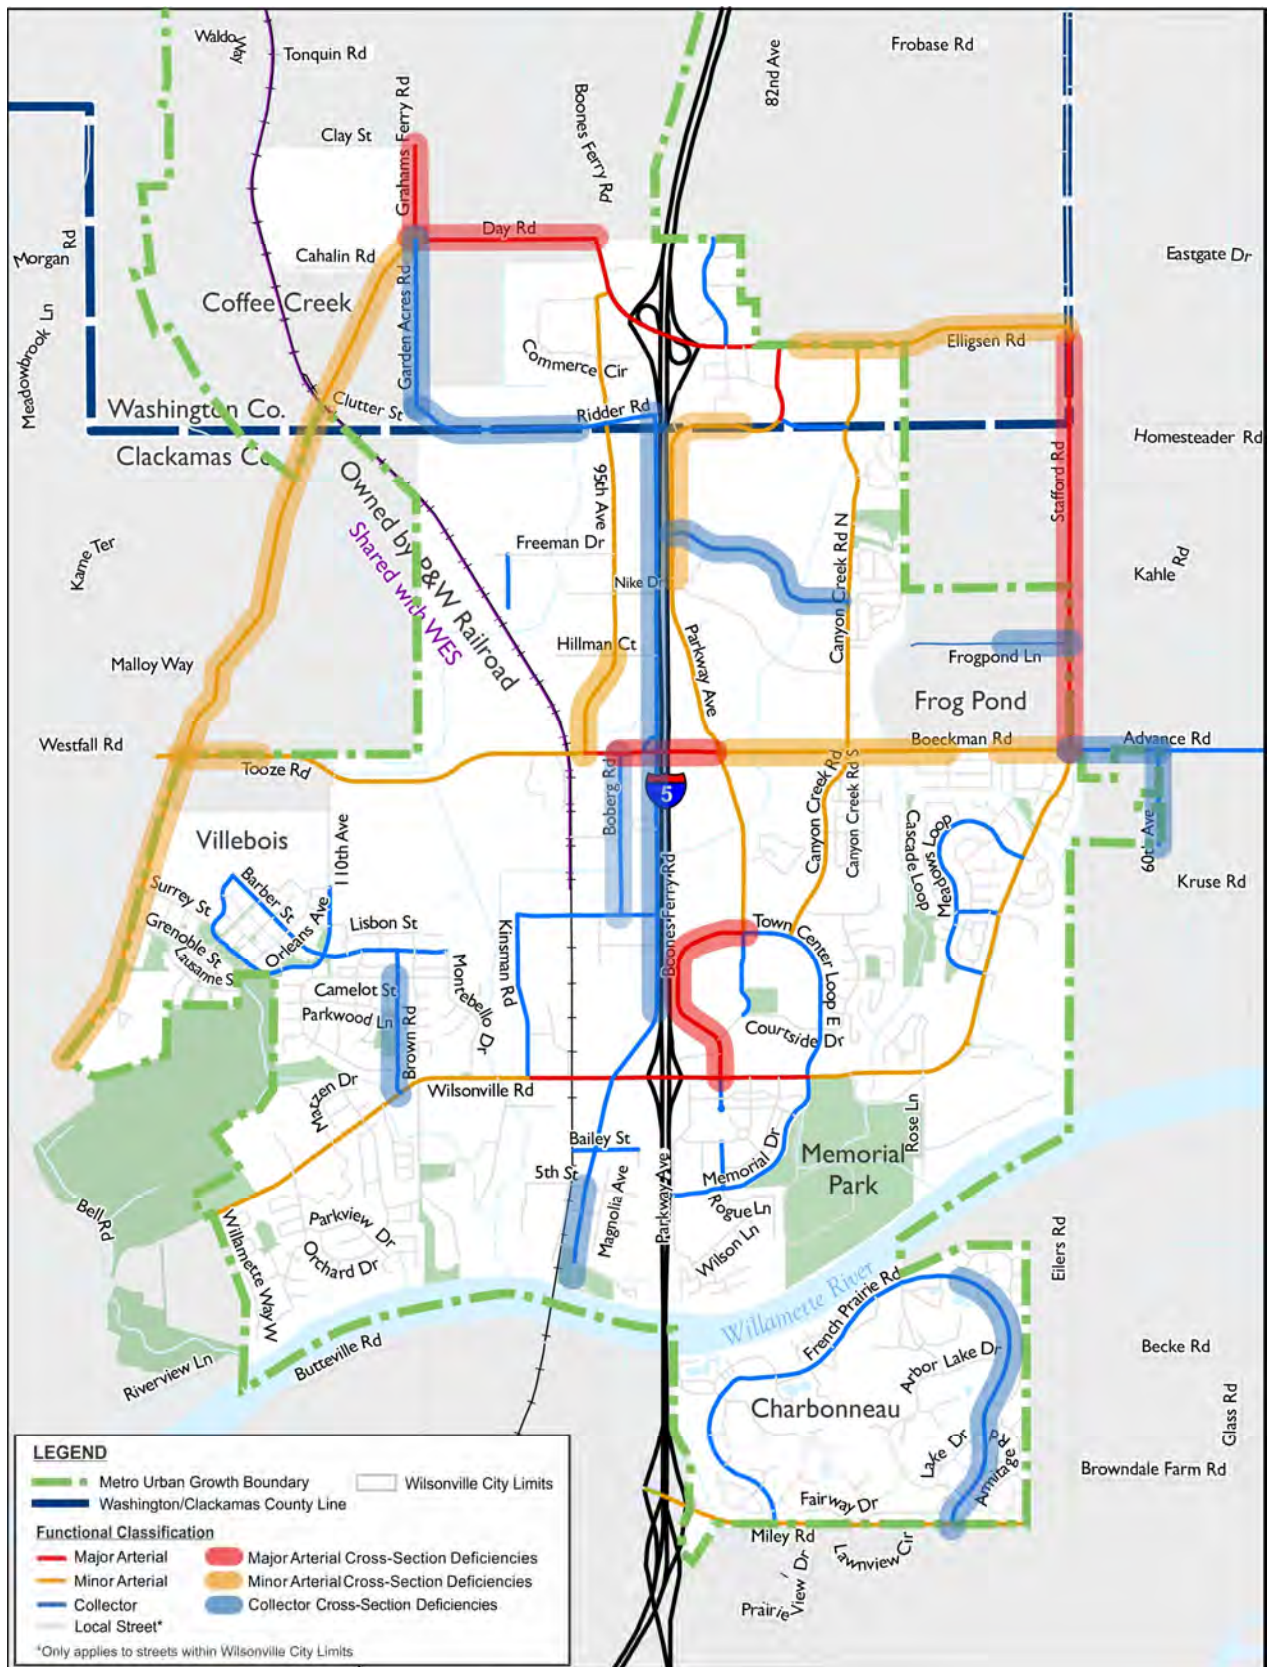 Waldo Way
Tonquin Rd
Frobase Rd
82nd Ave
Grahams Ferry Rd
Boones Ferry Rd
Clay St
Day Rd
Morgan Rd
Cahalin Rd
Eastgate Dr
Coffee Creek
Garden Acres Rd
Meadowbrook Ln
Elligsen Rd
Commerce Cir
Washington Co.
Clutter St
Ridder Rd
Clackamas Co
Homesteader Rd
Stafford Rd
95th Ave
Owned by P&W Railroad
Shared with WES
Canyon Creek Rd N
Kame Ter
Freeman Dr
Nike Dr
Kahle Rd
Hillman Ct
Parkway Ave
Malloy Way
Frogpond Ln
Frog Pond
Westfall Rd
Boeckman Rd
Advance Rd
Tooze Rd
Boberg Rd
5
Canyon Creek Rd
Canyon Creek Rd S
Villebois
110th Ave
Cascade Loop
Meadows Loop
60th Ave
Boones Ferry Rd
Kruse Rd
Surrey St
Barber St
Orleans Ave
Lisbon St
Grenoble St
Lausanne S
Kinsman Rd
Town Center Loop E
Montebello Dr
Camelot St
Parkwood Ln
Brown Rd
Courtside Dr
Marzen Dr
Wilsonville Rd
Rose Ln
Bailey St
Memorial Park
5th St
Memorial Dr
Magnolia Ave
Parkway Ave
Rogue Ln
Wilson Ln
Bell Rd
Willamette Way W
Parkview Dr
Orchard Dr
Eilers Rd
Willamette River
French Prairie Rd
Butteville Rd
Riverview Ln
Arbor Lake Dr
Becke Rd
Charbonneau
Glass Rd
Lake Dr
Armitage Rd
Browndale Farm Rd
Fairway Dr
Miley Rd
Lawnview Cir
Prairie View Dr
LEGEND
Metro Urban Growth Boundary
Wilsonville City Limits
Washington/Clackamas County Line
Functional Classification
Major Arterial
Major Arterial Cross-Section Deficiencies
Minor Arterial
Minor Arterial Cross-Section Deficiencies
Collector
Collector Cross-Section Deficiencies
Local Street*
*Only applies to streets within Wilsonville City Limits